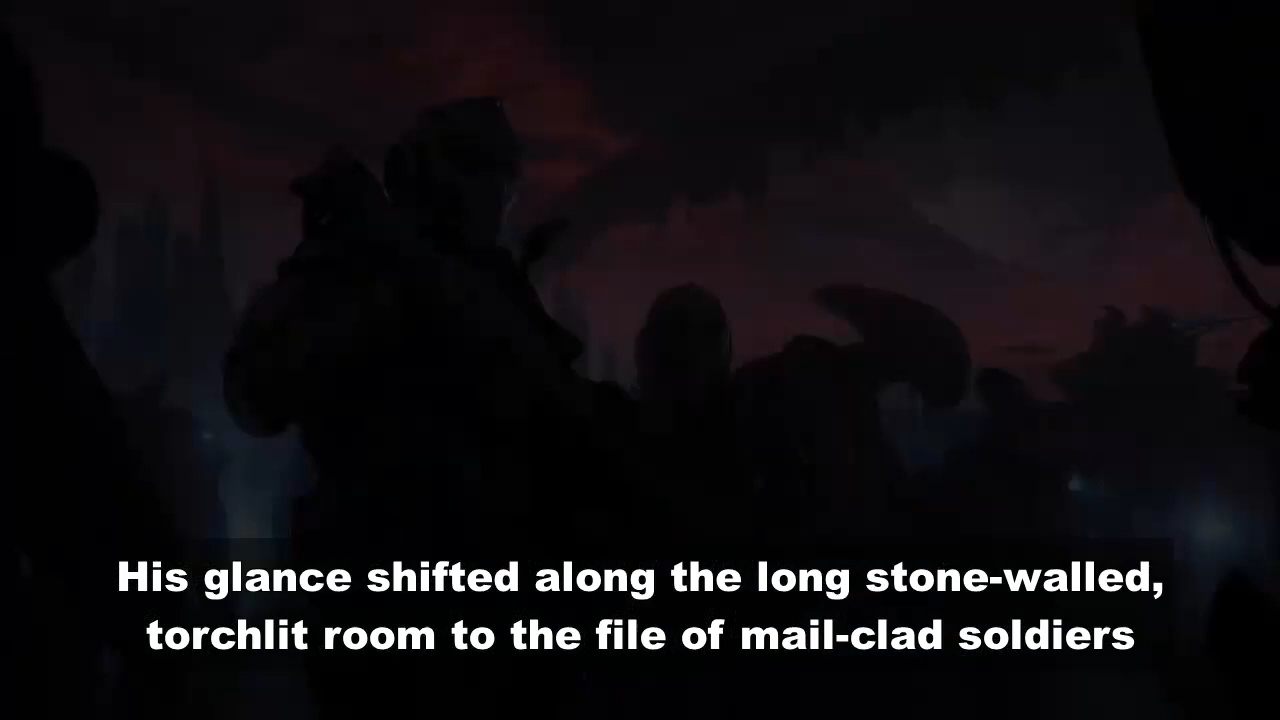 His glance shifted along the long stone-walled,
torchlit room to the file of mail-clad soldiers